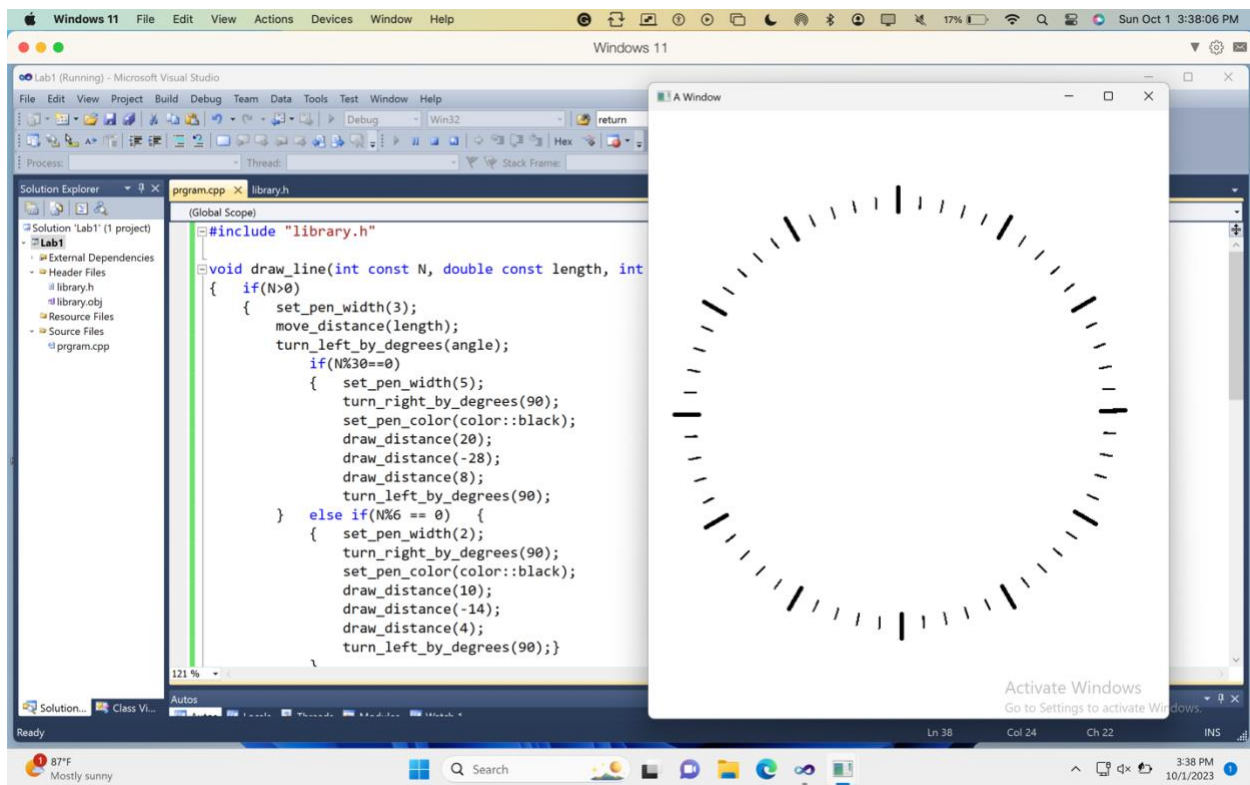 Windows 11 File Edit View Actions Devices Window Help 17% Sun Oct 1 3:38:06 PM
Windows 11
Lab1 (Running) - Microsoft Visual Studio
File Edit View Project Build Debug Team Data Tools Test Window Help
Debug Win32 return
Hex
Process: Thread: Stack Frame:
Solution Explorer
prgram.cpp library.h
(Global Scope)
Solution 'Lab1' (1 project)
Lab1
External Dependencies
Header Files
library.h
library.obj
Resource Files
Source Files
prgram.cpp
#include "library.h"
void draw_line(int const N, double const length, int
{ if(N>0)
{ set_pen_width(3);
move_distance(length);
turn_left_by_degrees(angle);
if(N%30==0)
{ set_pen_width(5);
turn_right_by_degrees(90);
set_pen_color(color::black);
draw_distance(20);
draw_distance(-28);
draw_distance(8);
turn_left_by_degrees(90);
} else if(N%6 == 0) {
{ set_pen_width(2);
turn_right_by_degrees(90);
set_pen_color(color::black);
draw_distance(10);
draw_distance(-14);
draw_distance(4);
turn_left_by_degrees(90);}
121 %
Solution... Class Vi...
Autos
Ready
A Window
Activate Windows
Go to Settings to activate Windows.
Ln 38 Col 24 Ch 22 INS
1
87°F
Mostly sunny
Search
3:38 PM
10/1/2023
1